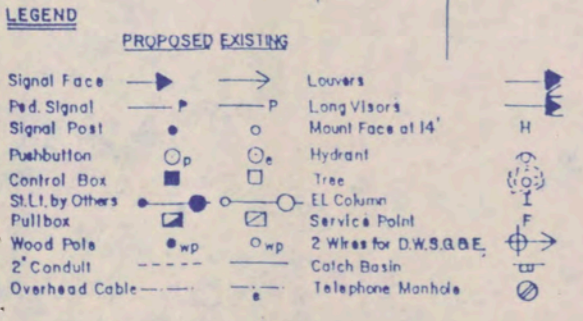 LEGEND
PROPOSED EXISTING
Signal Face
Ped. Signal P P
Signal Post
Pushbutton p e
Control Box
St.Lt. by Others
Pullbox
Wood Pole wp wp
2" Conduit
Overhead Cable e
Louvers
Long Visors
Mount Face at 14' H
Hydrant
Tree
EL Column I
Service Point F
2 Wires for D.W.S.G.&E.
Catch Basin
Telephone Manhole